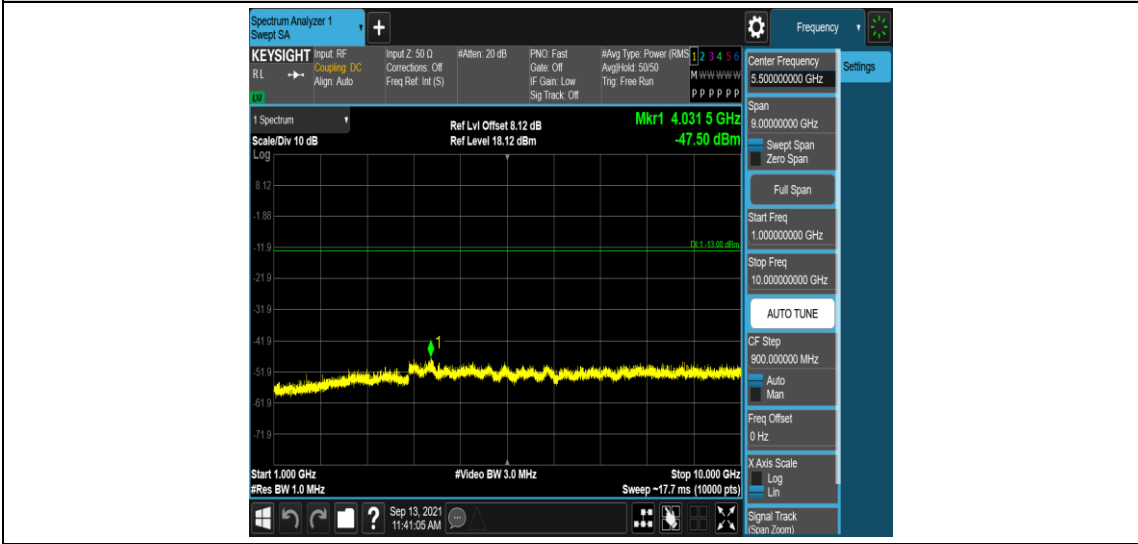 Spectrum Analyzer 1
Swept SA
+
Frequency
KEYSIGHT
RL
LXI
Input: RF
Coupling: DC
Align: Auto
Input Z: 50 Ω
Corrections: Off
Freq Ref: Int (S)
#Atten: 20 dB
PNO: Fast
Gate: Off
IF Gain: Low
Sig Track: Off
#Avg Type: Power (RMS
Avg|Hold: 50/50
Trig: Free Run
1 2 3 4 5 6
M W W W W W
P P P P P P
1 Spectrum
Scale/Div 10 dB
Log
Ref Lvl Offset 8.12 dB
Ref Level 18.12 dBm
Mkr1 4.031 5 GHz
-47.50 dBm
8.12
-1.88
-11.9
DL1 -13.00 dBm
-21.9
-31.9
-41.9
1
-51.9
-61.9
-71.9
Start 1.000 GHz
#Res BW 1.0 MHz
#Video BW 3.0 MHz
Stop 10.000 GHz
Sweep ~17.7 ms (10000 pts)
?
Sep 13, 2021
11:41:05 AM
Center Frequency
5.500000000 GHz
Settings
Span
9.00000000 GHz
Swept Span
Zero Span
Full Span
Start Freq
1.000000000 GHz
Stop Freq
10.000000000 GHz
AUTO TUNE
CF Step
900.000000 MHz
Auto
Man
Freq Offset
0 Hz
X Axis Scale
Log
Lin
Signal Track
(Span Zoom)